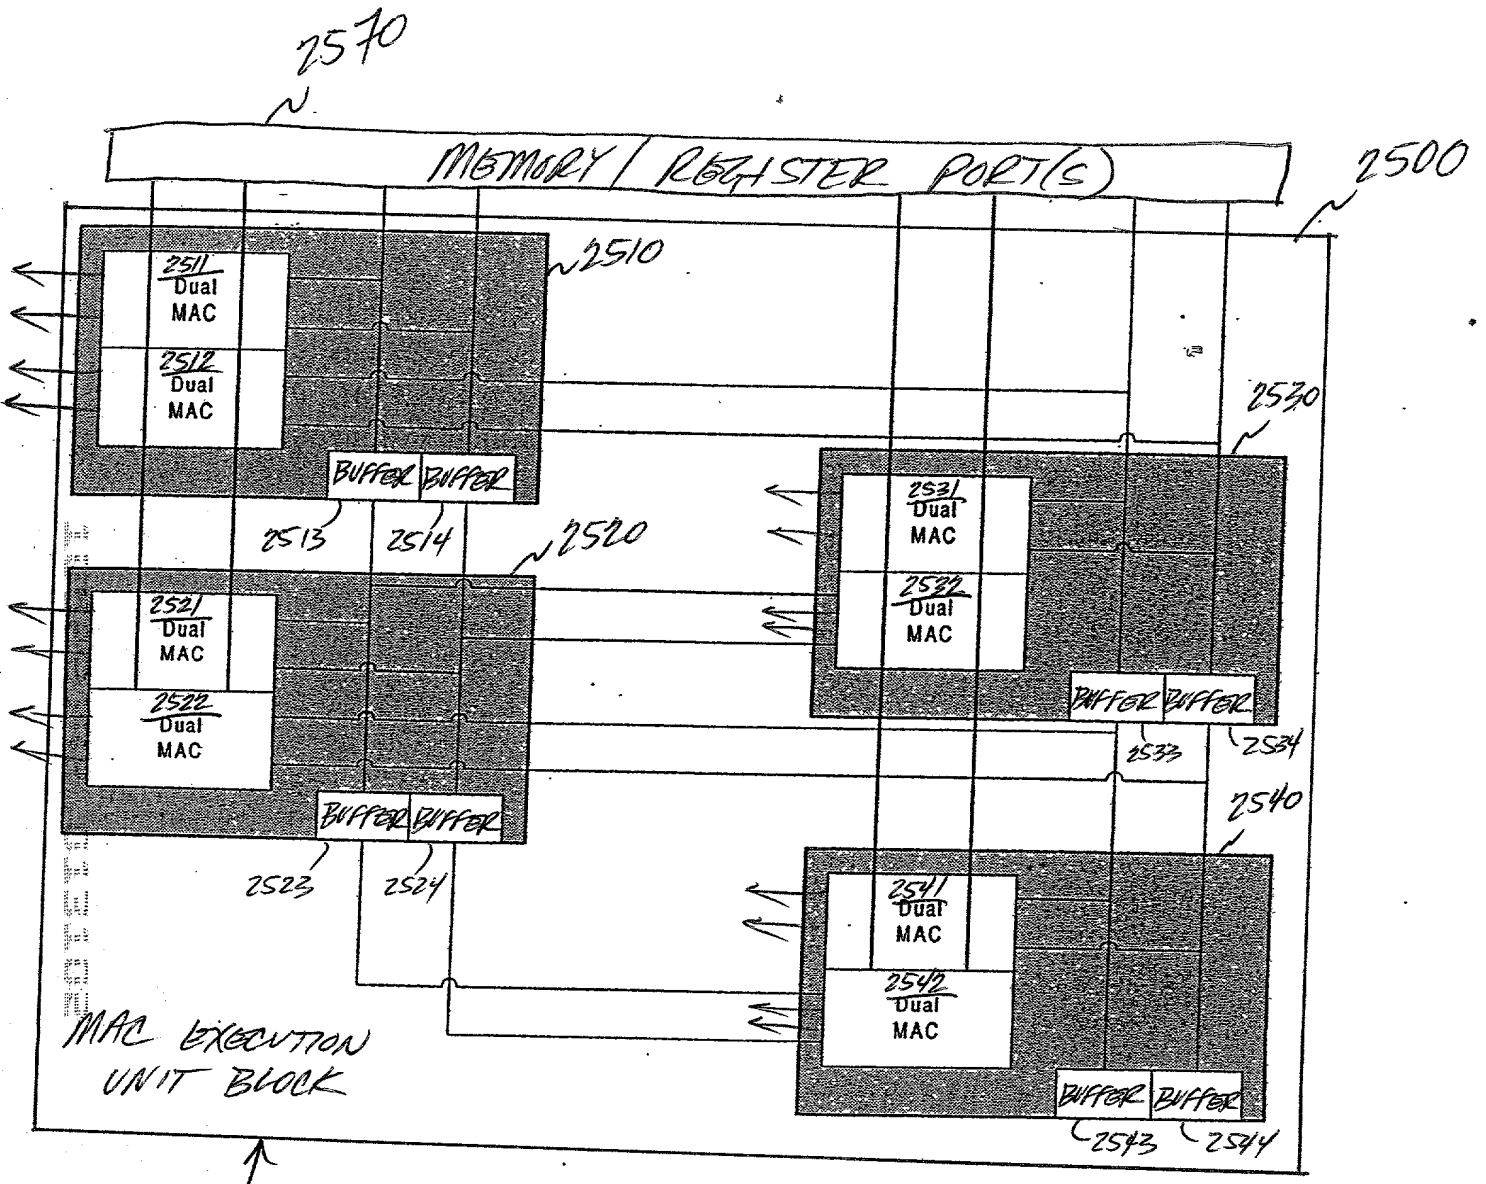 2570
MEMORY / REGISTER PORT(S)
2500
2510
2511
Dual
MAC
2512
Dual
MAC
BUFFER BUFFER
2513 2514
2530
2531
Dual
MAC
2532
Dual
MAC
BUFFER BUFFER
2533 2534
2520
2521
Dual
MAC
2522
Dual
MAC
BUFFER BUFFER
2523 2524
2540
2541
Dual
MAC
2542
Dual
MAC
BUFFER BUFFER
2543 2544
MAC EXECUTION
UNIT BLOCK